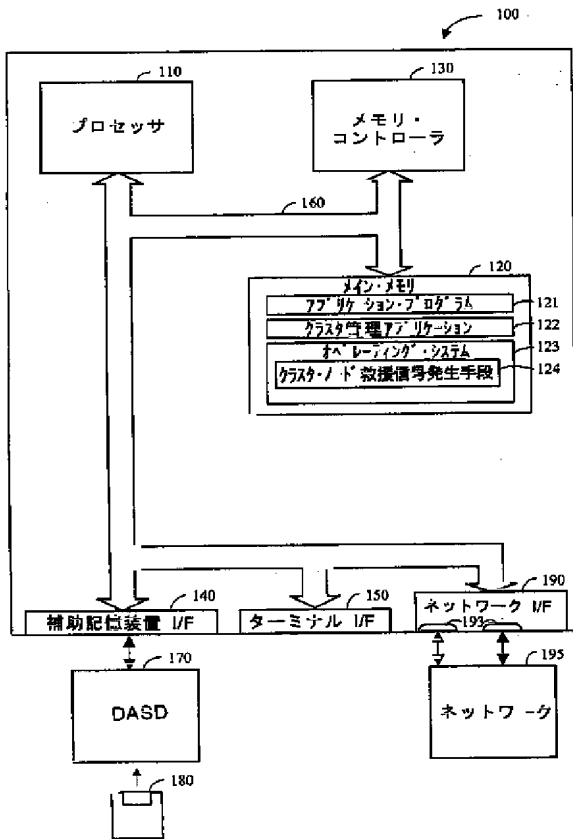 100
110
プロセッサ
130
メモリ・
コントローラ
160
120
メイン・メモリ
アプリケーション・プログラム
121
クラスタ管理アプリケーション
122
オペレーティング・システム
123
クラスタ・ノード救援信号発生手段
124
140
補助記憶装置 I/F
150
ターミナル I/F
190
ネットワーク I/F
193
170
DASD
195
ネットワーク
180